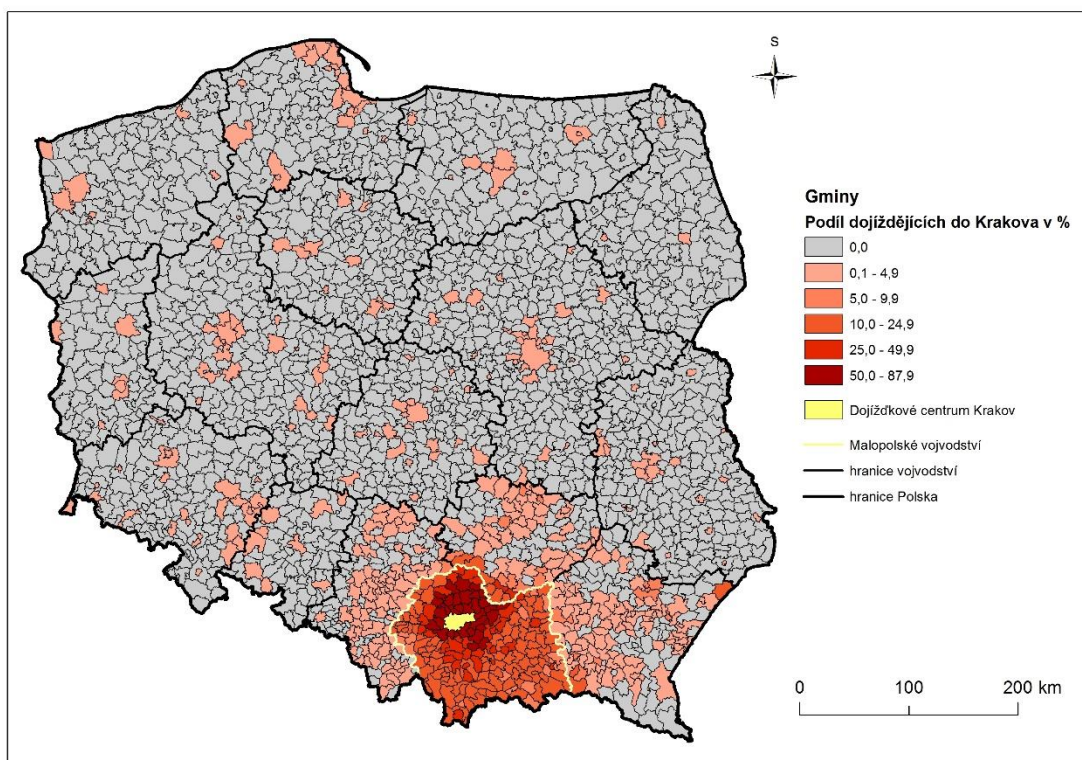 S
Gminy
Podíl dojíždějících do Krakova v %
0,0
0,1 - 4,9
5,0 - 9,9
10,0 - 24,9
25,0 - 49,9
50,0 - 87,9
Dojížďkové centrum Krakov
Malopolské vojvodství
hranice vojvodství
hranice Polska
0 100 200 km